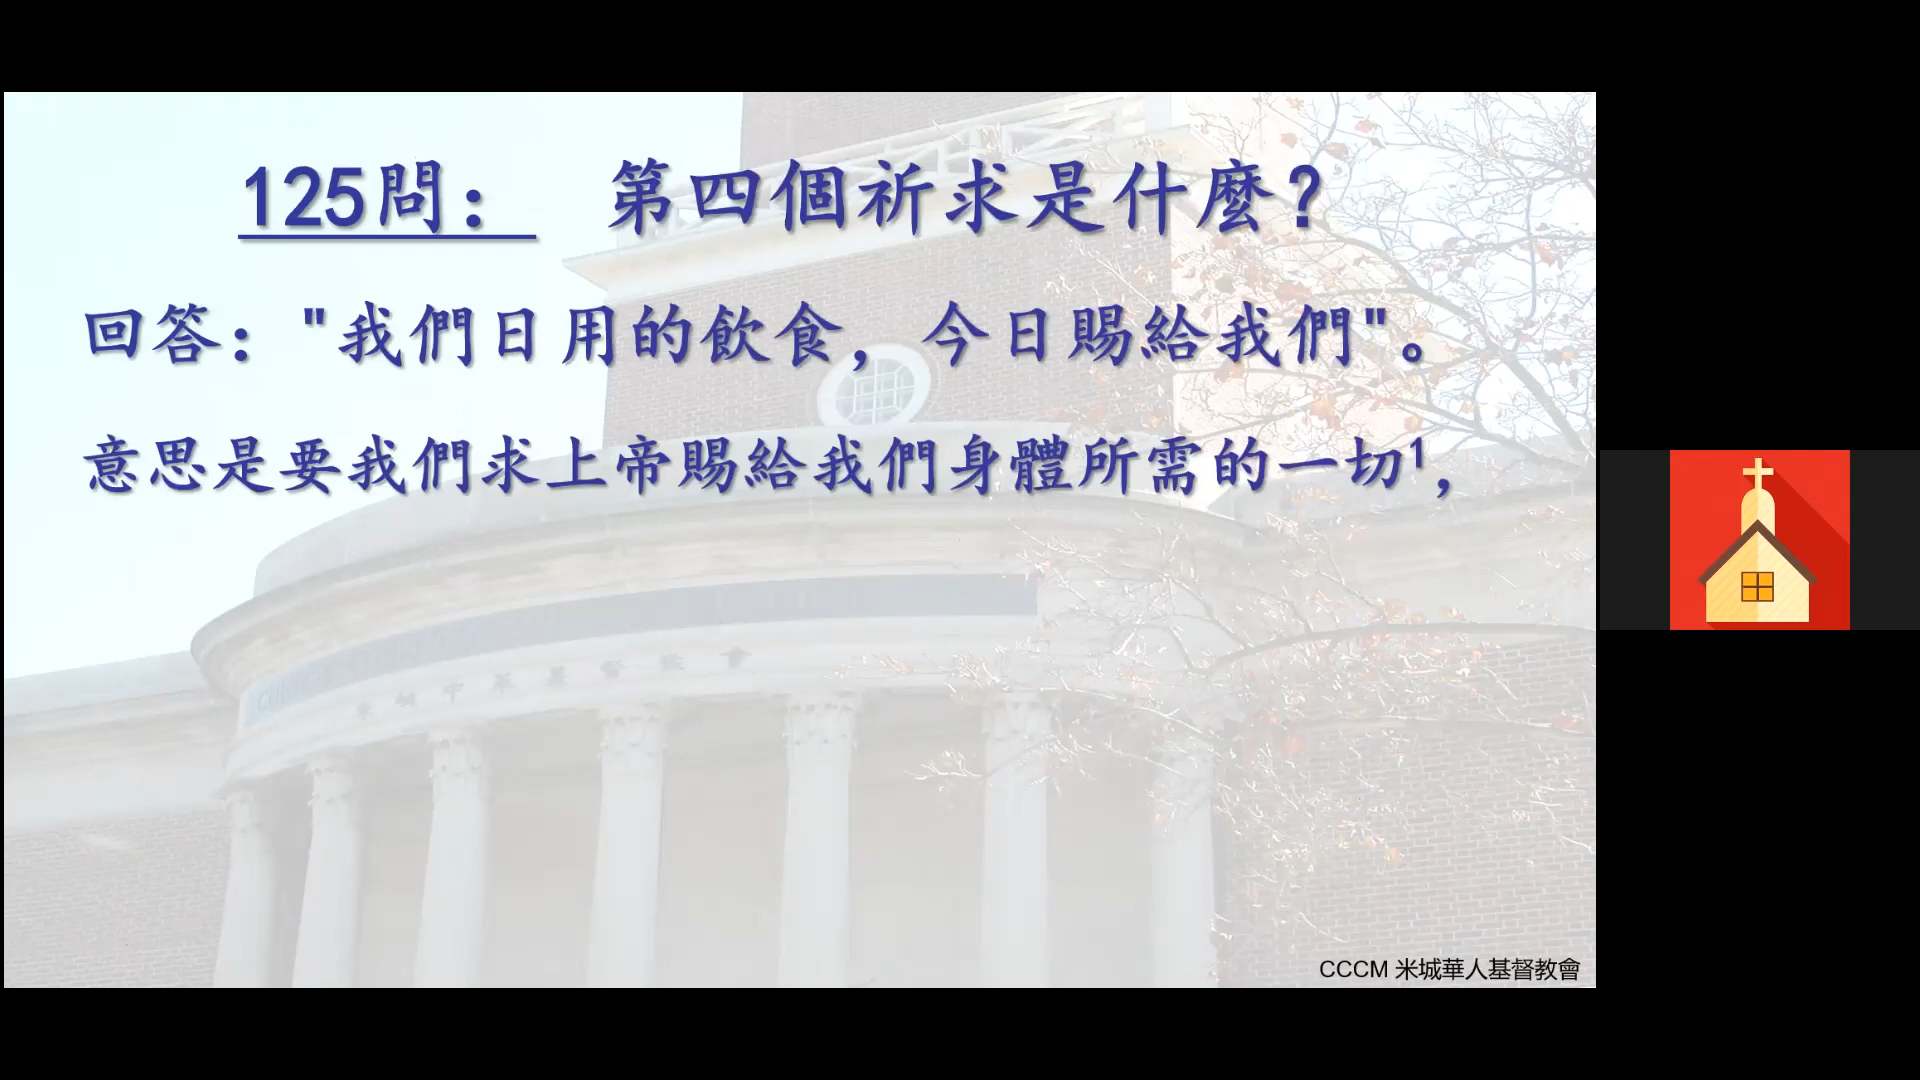 125問： 第四個祈求是什麼？
回答："我們日用的飲食，今日賜給我們"。
意思是要我們求上帝賜給我們身體所需的一切¹，
CCCM 米城華人基督教會